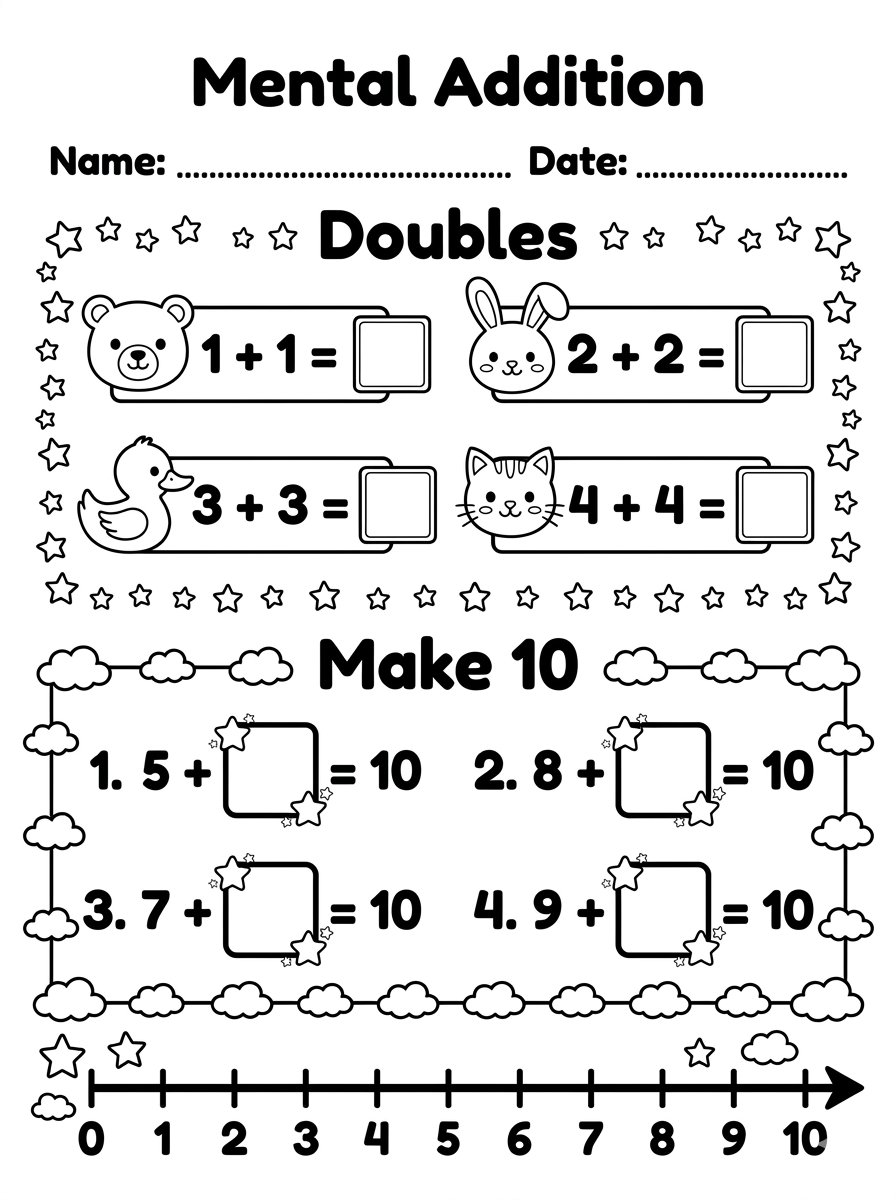 Mental Addition
Name: ........................................ Date: .........................
Doubles
1 + 1 = 2 + 2 =
3 + 3 = 4 + 4 =
Make 10
1. 5 + = 10 2. 8 + = 10
3. 7 + = 10 4. 9 + = 10
0 1 2 3 4 5 6 7 8 9 10